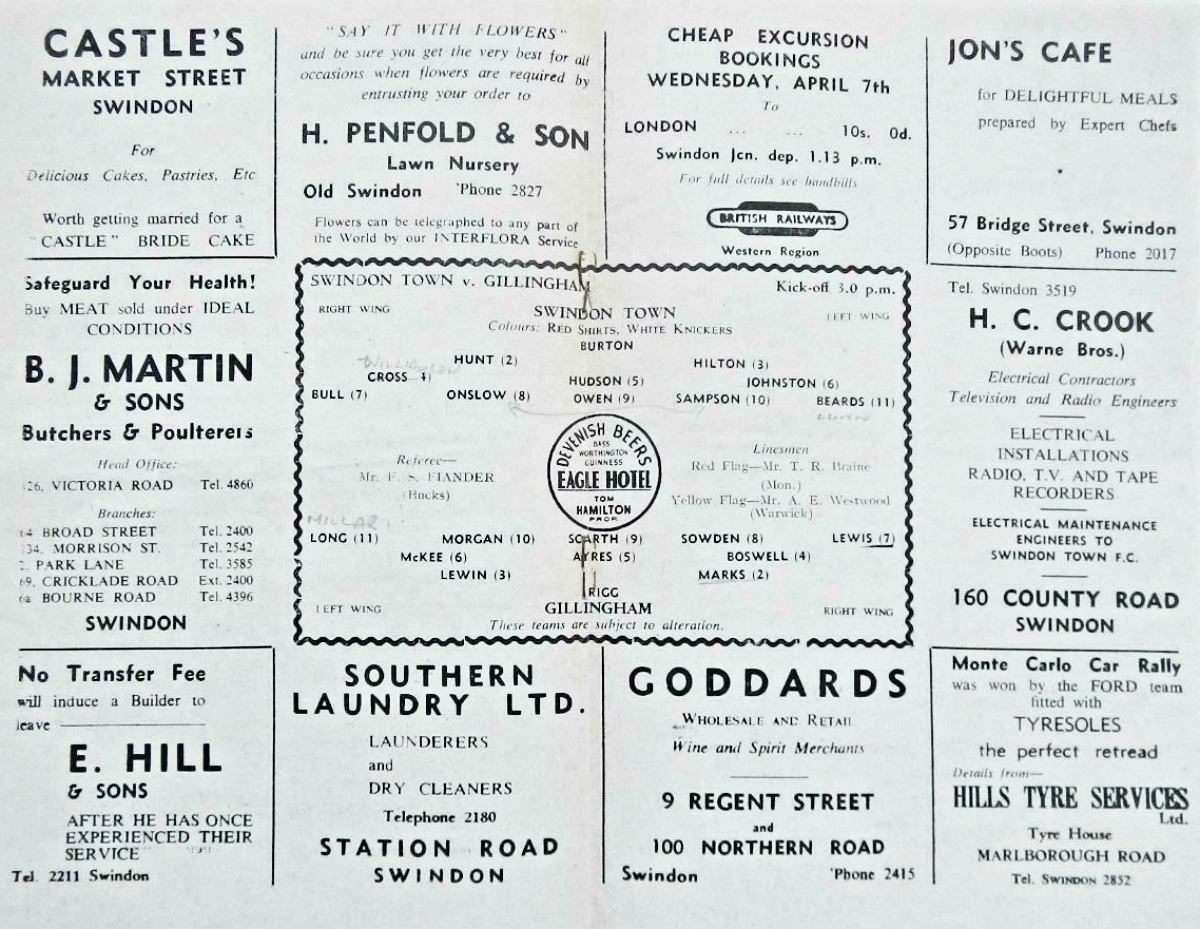 CASTLE'S
MARKET STREET
SWINDON
For
Delicious Cakes, Pastries, Etc
Worth getting married for a
"CASTLE" BRIDE CAKE
"SAY IT WITH FLOWERS"
and be sure you get the very best for all
occasions when flowers are required by
entrusting your order to
H. PENFOLD & SON
Lawn Nursery
Old Swindon 'Phone 2827
Flowers can be telegraphed to any part of
the World by our INTERFLORA Service
CHEAP EXCURSION
BOOKINGS
WEDNESDAY, APRIL 7th
To
LONDON ... ... 10s. 0d.
Swindon Jcn. dep. 1.13 p.m.
For full details see handbills
BRITISH RAILWAYS
Western Region
JON'S CAFE
for DELIGHTFUL MEALS
prepared by Expert Chefs
57 Bridge Street, Swindon
(Opposite Boots) Phone 2017
Safeguard Your Health!
Buy MEAT sold under IDEAL
CONDITIONS
B. J. MARTIN
& SONS
Butchers & Poulterers
Head Office:
26, VICTORIA ROAD Tel. 4860
Branches:
BROAD STREET Tel. 2400
34, MORRISON ST. Tel. 2542
PARK LANE Tel. 3585
69, CRICKLADE ROAD Ext. 2400
BOURNE ROAD Tel. 4396
SWINDON
SWINDON TOWN v. GILLINGHAM Kick-off 3.0 p.m.
RIGHT WING SWINDON TOWN LEFT WING
Colours: RED SHIRTS, WHITE KNICKERS
BURTON
HUNT (2) HILTON (3)
CROSS HUDSON (5) JOHNSTON (6)
BULL (7) ONSLOW (8) OWEN (9) SAMPSON (10) BEARDS (11)
DEVENISH BEERS
BASS
WORTHINGTON
GUINNESS
EAGLE HOTEL
TOM
HAMILTON
PROP.
Referee—
Mr. F. S. FIANDER
(Bucks)
Linesmen
Red Flag—Mr. T. R. Braine
(Mon.)
Yellow Flag—Mr. A. E. Westwood
(Warwick)
MILLAR
LONG (11) MORGAN (10) SCARTH (9) SOWDEN (8) LEWIS (7)
McKEE (6) AYRES (5) BOSWELL (4)
LEWIN (3) MARKS (2)
RIGG
LEFT WING GILLINGHAM RIGHT WING
These teams are subject to alteration.
Tel. Swindon 3519
H. C. CROOK
(Warne Bros.)
Electrical Contractors
Television and Radio Engineers
ELECTRICAL
INSTALLATIONS
RADIO, T.V. AND TAPE
RECORDERS
ELECTRICAL MAINTENANCE
ENGINEERS TO
SWINDON TOWN F.C.
160 COUNTY ROAD
SWINDON
No Transfer Fee
will induce a Builder to
leave
E. HILL
& SONS
AFTER HE HAS ONCE
EXPERIENCED THEIR
SERVICE
Tel. 2211 Swindon
SOUTHERN
LAUNDRY LTD.
LAUNDERERS
and
DRY CLEANERS
Telephone 2180
STATION ROAD
SWINDON
GODDARDS
WHOLESALE AND RETAIL
Wine and Spirit Merchants
9 REGENT STREET
and
100 NORTHERN ROAD
Swindon 'Phone 2415
Monte Carlo Car Rally
was won by the FORD team
fitted with
TYRESOLES
the perfect retread
Details from—
HILLS TYRE SERVICES
Ltd.
Tyre House
MARLBOROUGH ROAD
Tel. SWINDON 2852